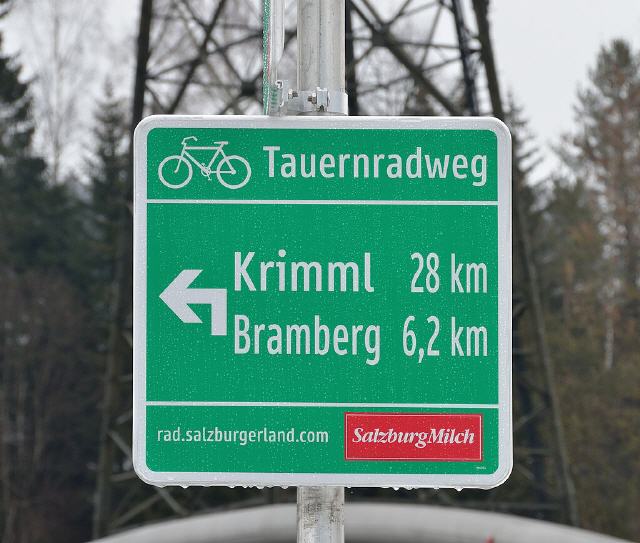 Tauernradweg
Krimml 28 km
Bramberg 6,2 km
rad.salzburgerland.com
SalzburgMilch